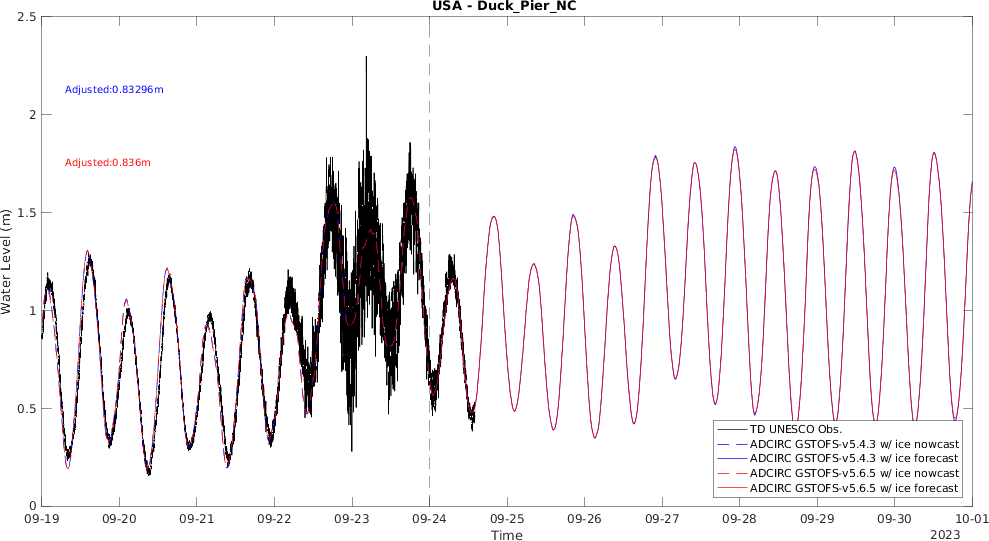 USA - Duck_Pier_NC
2.5
2
1.5
1
0.5
0
Water Level (m)
Adjusted:0.83296m
Adjusted:0.836m
TD UNESCO Obs.
ADCIRC GSTOFS-v5.4.3 w/ ice nowcast
ADCIRC GSTOFS-v5.4.3 w/ ice forecast
ADCIRC GSTOFS-v5.6.5 w/ ice nowcast
ADCIRC GSTOFS-v5.6.5 w/ ice forecast
09-19 09-20 09-21 09-22 09-23 09-24 09-25 09-26 09-27 09-28 09-29 09-30 10-01
Time
2023